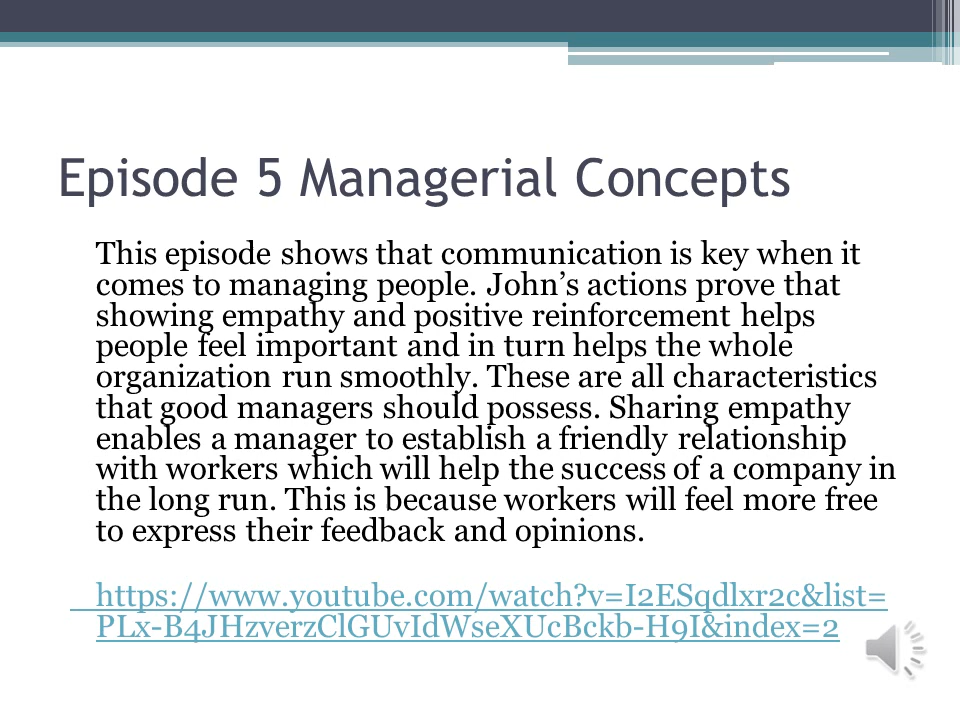 Episode 5 Managerial Concepts
This episode shows that communication is key when it
comes to managing people. John’s actions prove that
showing empathy and positive reinforcement helps
people feel important and in turn helps the whole
organization run smoothly. These are all characteristics
that good managers should possess. Sharing empathy
enables a manager to establish a friendly relationship
with workers which will help the success of a company in
the long run. This is because workers will feel more free
to express their feedback and opinions.
https://www.youtube.com/watch?v=I2ESqdlxr2c&list=
PLx-B4JHzverzClGUvIdWseXUcBckb-H9I&index=2